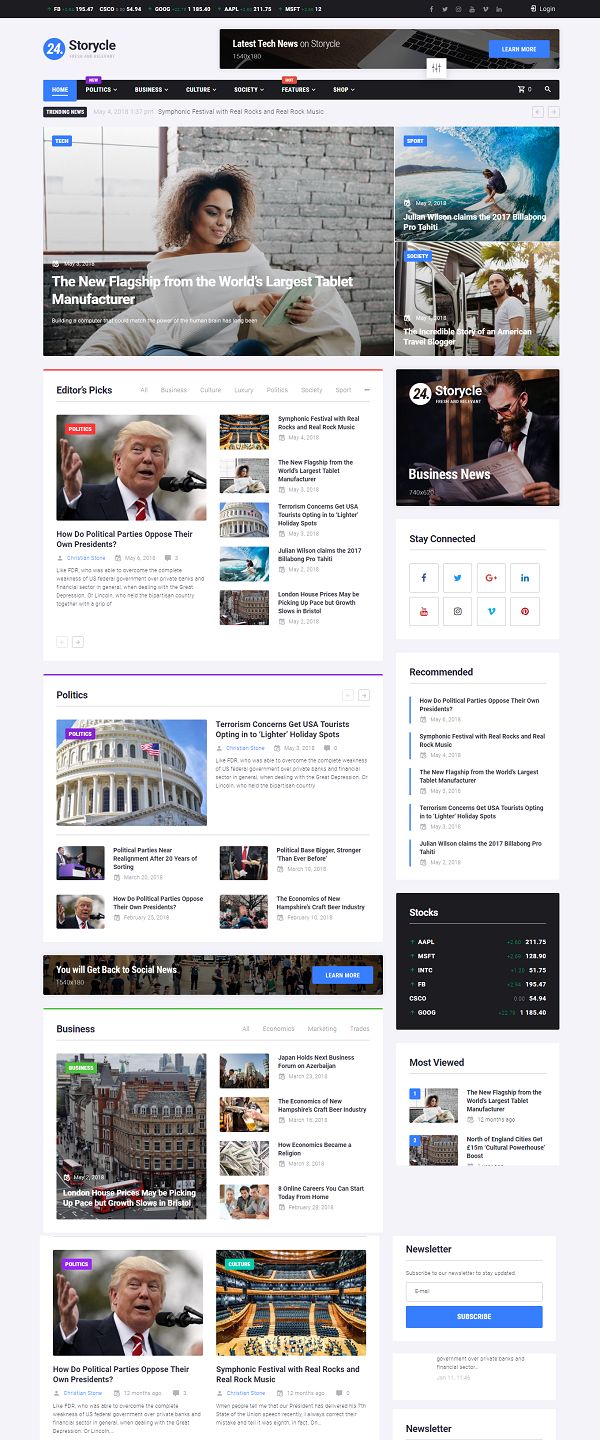 FB +2.94 195.47 CSCO 0.00 54.94 GOOG +22.79 1 185.40 AAPL +2.60 211.75 MSFT +2.69 12
Login
24. Storycle
FRESH AND RELEVANT
Latest Tech News on Storycle
1540x180
LEARN MORE
NEW
HOT
HOME POLITICS BUSINESS CULTURE SOCIETY FEATURES SHOP 0
TRENDING NEWS May 4, 2018 1:37 pm Symphonic Festival with Real Rocks and Real Rock Music
TECH
May 3, 2018
The New Flagship from the World's Largest Tablet
Manufacturer
Building a computer that could match the power of the human brain has long been
SPORT
May 2, 2018
Julian Wilson claims the 2017 Billabong
Pro Tahiti
SOCIETY
May 1, 2018
The Incredible Story of an American
Travel Blogger
Editor's Picks
All Business Culture Luxury Politics Society Sport
POLITICS
How Do Political Parties Oppose Their
Own Presidents?
Christian Stone May 6, 2018 3
Like FDR, who was able to overcome the complete
weakness of US federal government over private banks and
financial sector in general, when dealing with the Great
Depression. Or Lincoln, who held the bipartisan country
together with a grip of
Symphonic Festival with Real
Rocks and Real Rock Music
May 4, 2018
The New Flagship from the
World's Largest Tablet
Manufacturer
May 3, 2018
Terrorism Concerns Get USA
Tourists Opting in to 'Lighter'
Holiday Spots
May 3, 2018
Julian Wilson claims the 2017
Billabong Pro Tahiti
May 2, 2018
London House Prices May be
Picking Up Pace but Growth
Slows in Bristol
May 2, 2018
24. Storycle
FRESH AND RELEVANT
Business News
740x620
Stay Connected
Recommended
How Do Political Parties Oppose Their Own
Presidents?
May 6, 2018
Symphonic Festival with Real Rocks and Real
Rock Music
May 4, 2018
The New Flagship from the World's Largest
Tablet Manufacturer
May 3, 2018
Terrorism Concerns Get USA Tourists Opting
in to 'Lighter' Holiday Spots
May 3, 2018
Julian Wilson claims the 2017 Billabong Pro
Tahiti
May 2, 2018
Politics
POLITICS
Terrorism Concerns Get USA Tourists
Opting in to 'Lighter' Holiday Spots
Christian Stone May 3, 2018 0
Like FDR, who was able to overcome the complete weakness
of US federal government over private banks and financial
sector in general, when dealing with the Great Depression. Or
Lincoln, who held the bipartisan country
Political Parties Near
Realignment After 20 Years of
Sorting
March 20, 2018
Political Base Bigger, Stronger
'Than Ever Before'
March 10, 2018
How Do Political Parties Oppose
Their Own Presidents?
February 25, 2018
The Economics of New
Hampshire's Craft Beer Industry
February 10, 2018
Stocks
AAPL +2.60 211.75
MSFT +2.69 128.90
INTC +1.20 51.75
FB +2.94 195.47
CSCO 0.00 54.94
GOOG +22.79 1 185.40
You will Get Back to Social News
1540x180
LEARN MORE
Business
All Economics Marketing Trades
BUSINESS
May 2, 2018
London House Prices May be Picking
Up Pace but Growth Slows in Bristol
Japan Holds Next Business
Forum on Azerbaijan
March 23, 2018
The Economics of New
Hampshire's Craft Beer Industry
March 16, 2018
How Economics Became a
Religion
March 3, 2018
8 Online Careers You Can Start
Today From Home
February 28, 2018
Most Viewed
1
The New Flagship from the
World's Largest Tablet
Manufacturer
12 months ago
North of England Cities Get
£15m 'Cultural Powerhouse'
Boost
POLITICS
How Do Political Parties Oppose Their
Own Presidents?
Christian Stone 12 months ago 3
Like FDR, who was able to overcome the complete
weakness of US federal government over private banks and
financial sector in general, when dealing with the Great
Depression. Or Lincoln...
CULTURE
Symphonic Festival with Real Rocks and
Real Rock Music
Christian Stone 12 months ago 0
When people tell me that our President has delivered his 7th
State of the Union speech recently, I always correct their
mistake and tell it was eighth, in fact. On...
Newsletter
Subscribe to our newsletter to stay updated.
E-mail
SUBSCRIBE
government over private banks and
financial sector...
Jan 11, 11:46
Newsletter